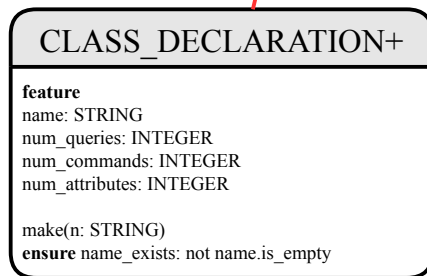 CLASS_DECLARATION+
feature
name: STRING
num_queries: INTEGER
num_commands: INTEGER
num_attributes: INTEGER
make(n: STRING)
ensure name_exists: not name.is_empty